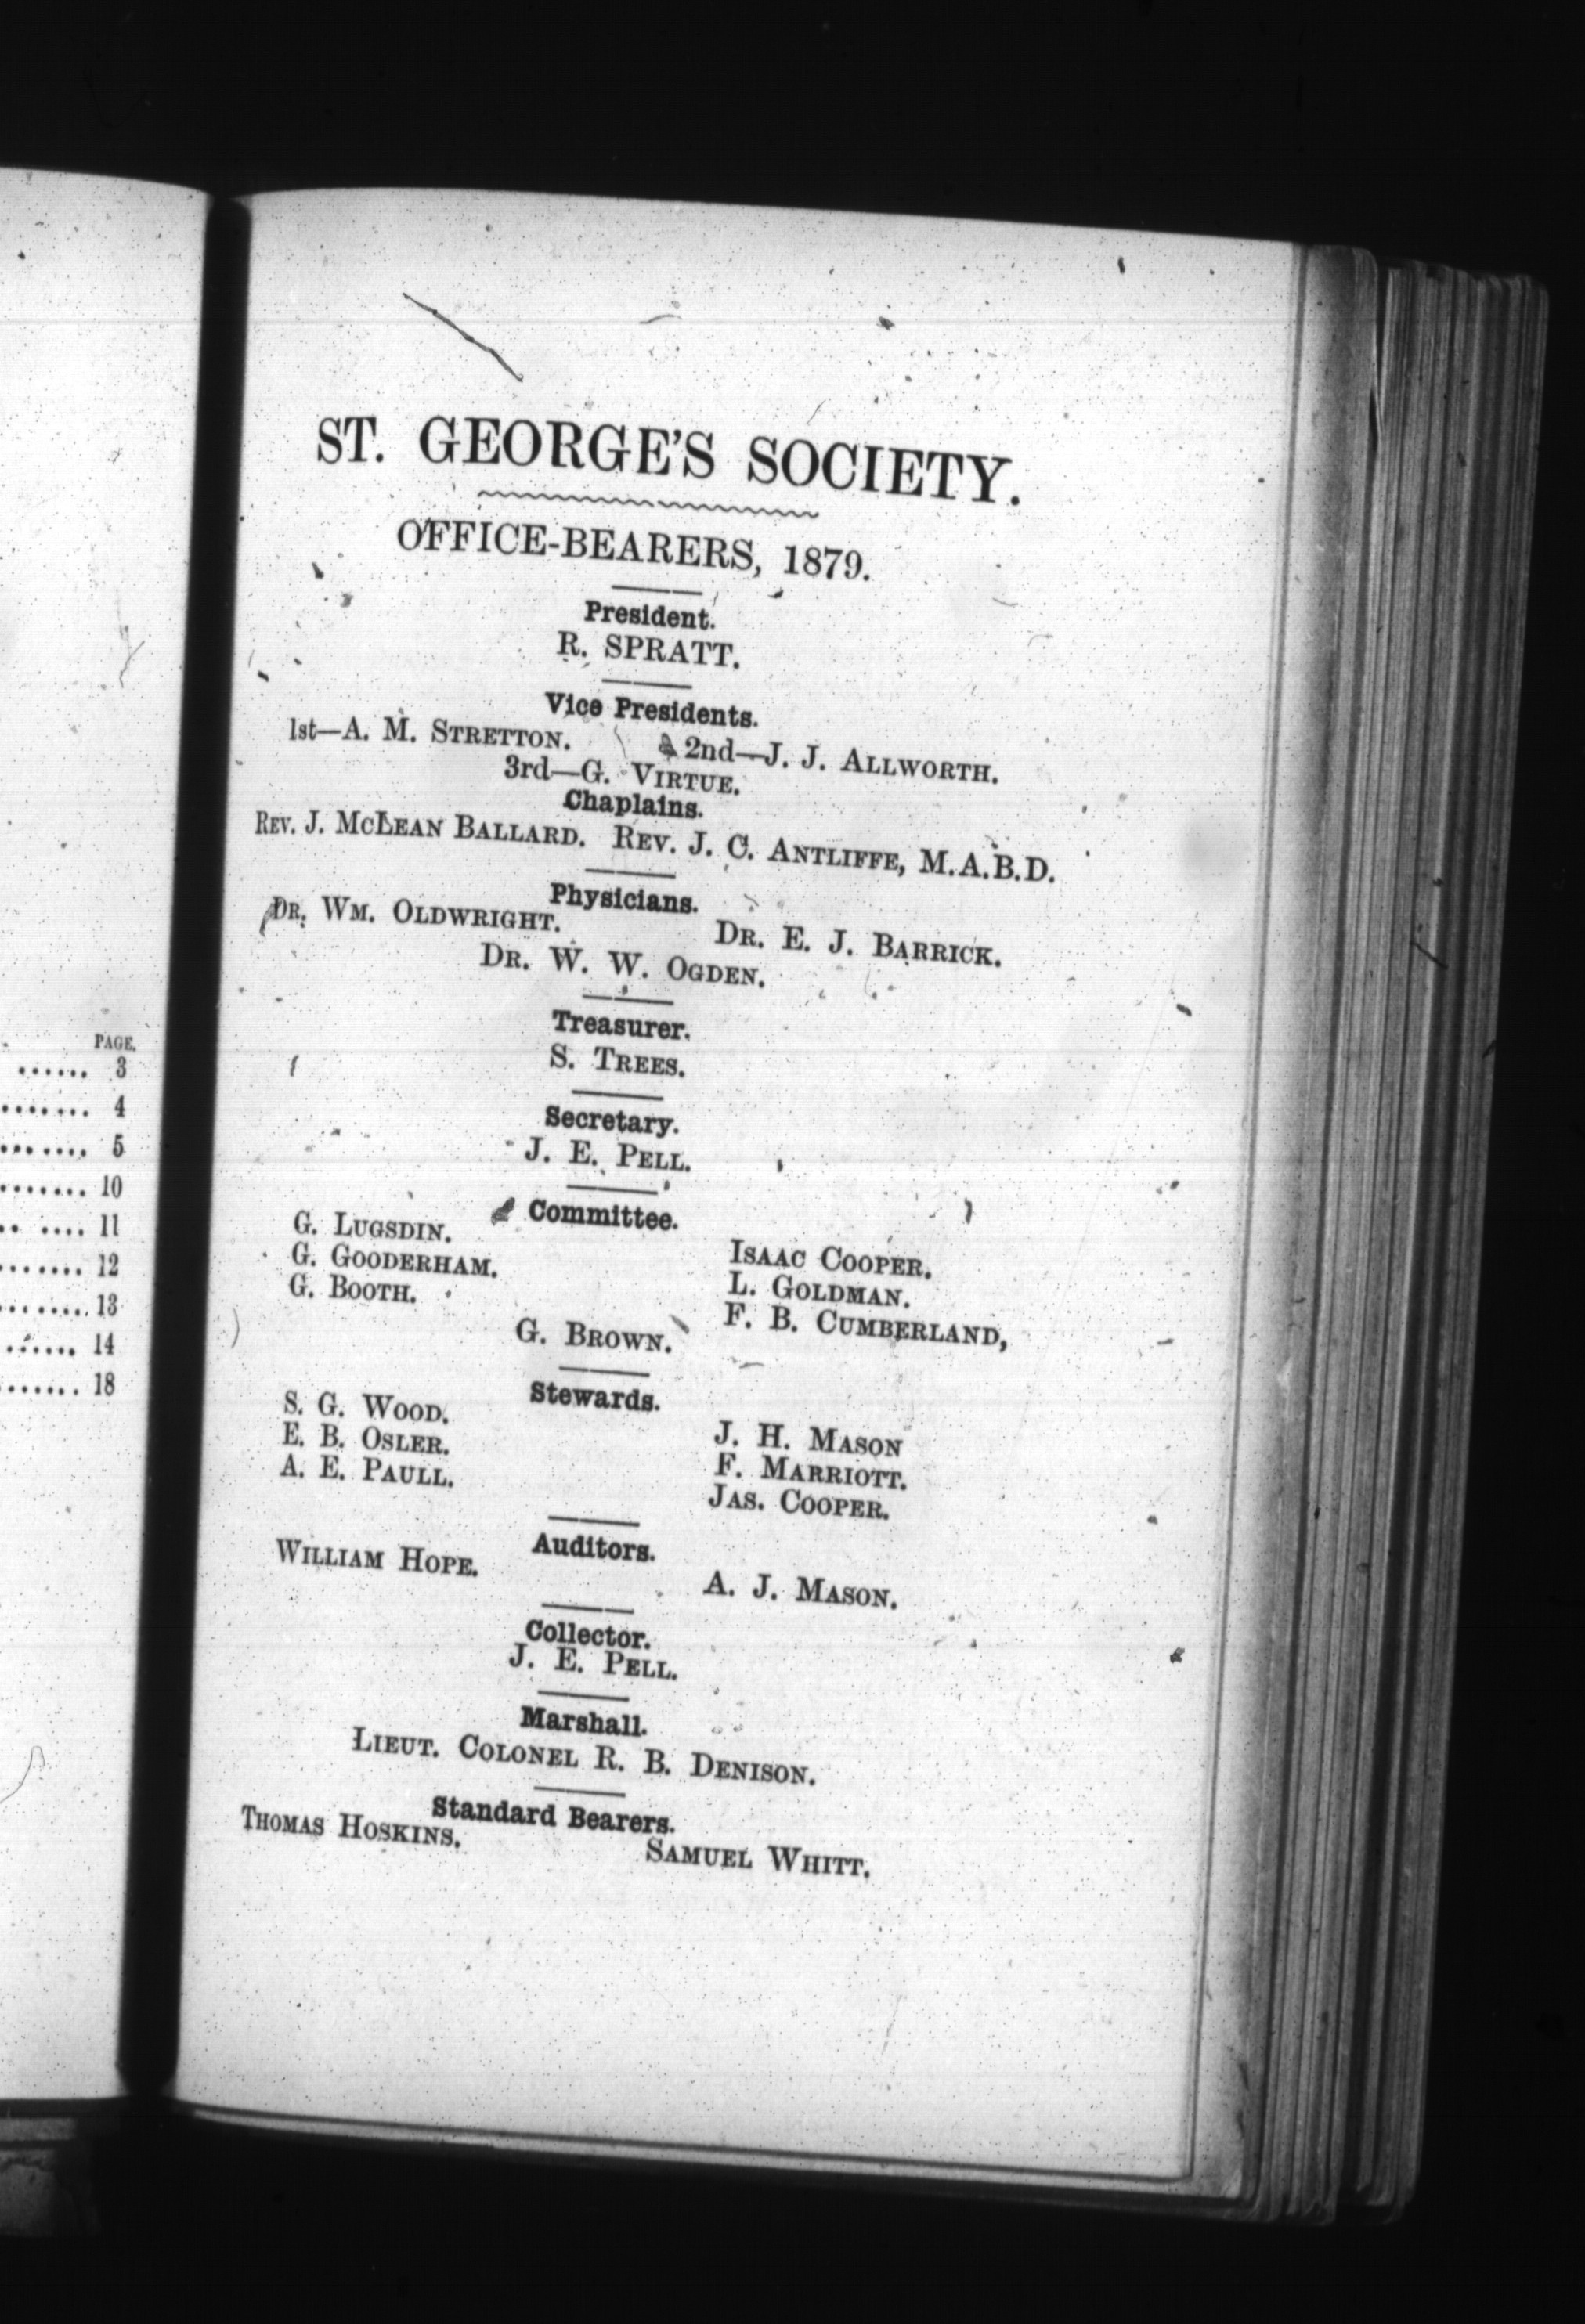 PAGE.
...... 3
....... 4
........ 5
....... 10
.. .... 11
....... 12
........ 13
....... 14
....... 18
ST. GEORGE'S SOCIETY.
OFFICE-BEARERS, 1879.
President.
R. SPRATT.
Vice Presidents.
1st—A. M. STRETTON. 2nd—J. J. ALLWORTH.
3rd—G. VIRTUE.
Chaplains.
REV. J. MCLEAN BALLARD. REV. J. C. ANTLIFFE, M.A.B.D.
Physicians.
DR. WM. OLDWRIGHT. DR. E. J. BARRICK.
DR. W. W. OGDEN.
Treasurer.
S. TREES.
Secretary.
J. E. PELL.
Committee.
G. LUGSDIN. ISAAC COOPER.
G. GOODERHAM. L. GOLDMAN.
G. BOOTH. F. B. CUMBERLAND,
G. BROWN.
Stewards.
S. G. WOOD. J. H. MASON
E. B. OSLER. F. MARRIOTT.
A. E. PAULL. JAS. COOPER.
Auditors.
WILLIAM HOPE. A. J. MASON.
Collector.
J. E. PELL.
Marshall.
LIEUT. COLONEL R. B. DENISON.
Standard Bearers.
THOMAS HOSKINS. SAMUEL WHITT.